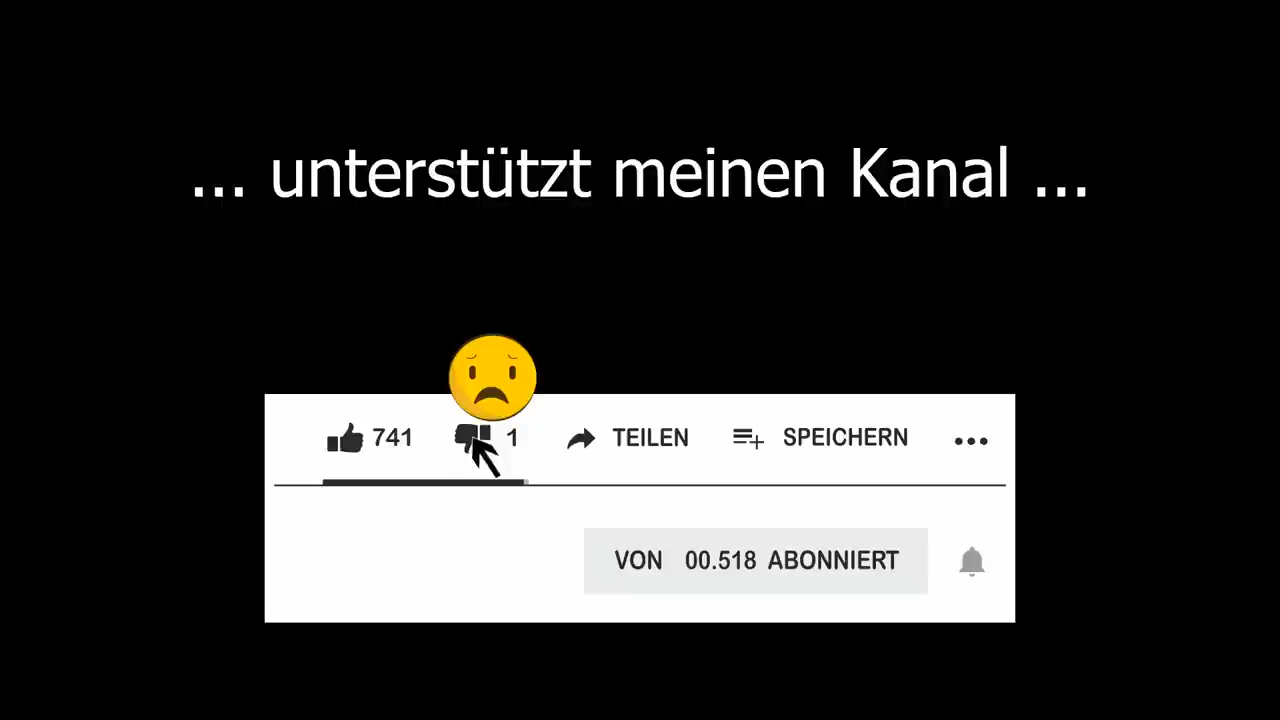 ... unterstützt meinen Kanal ...
741 1 TEILEN SPEICHERN
VON 00.518 ABONNIERT